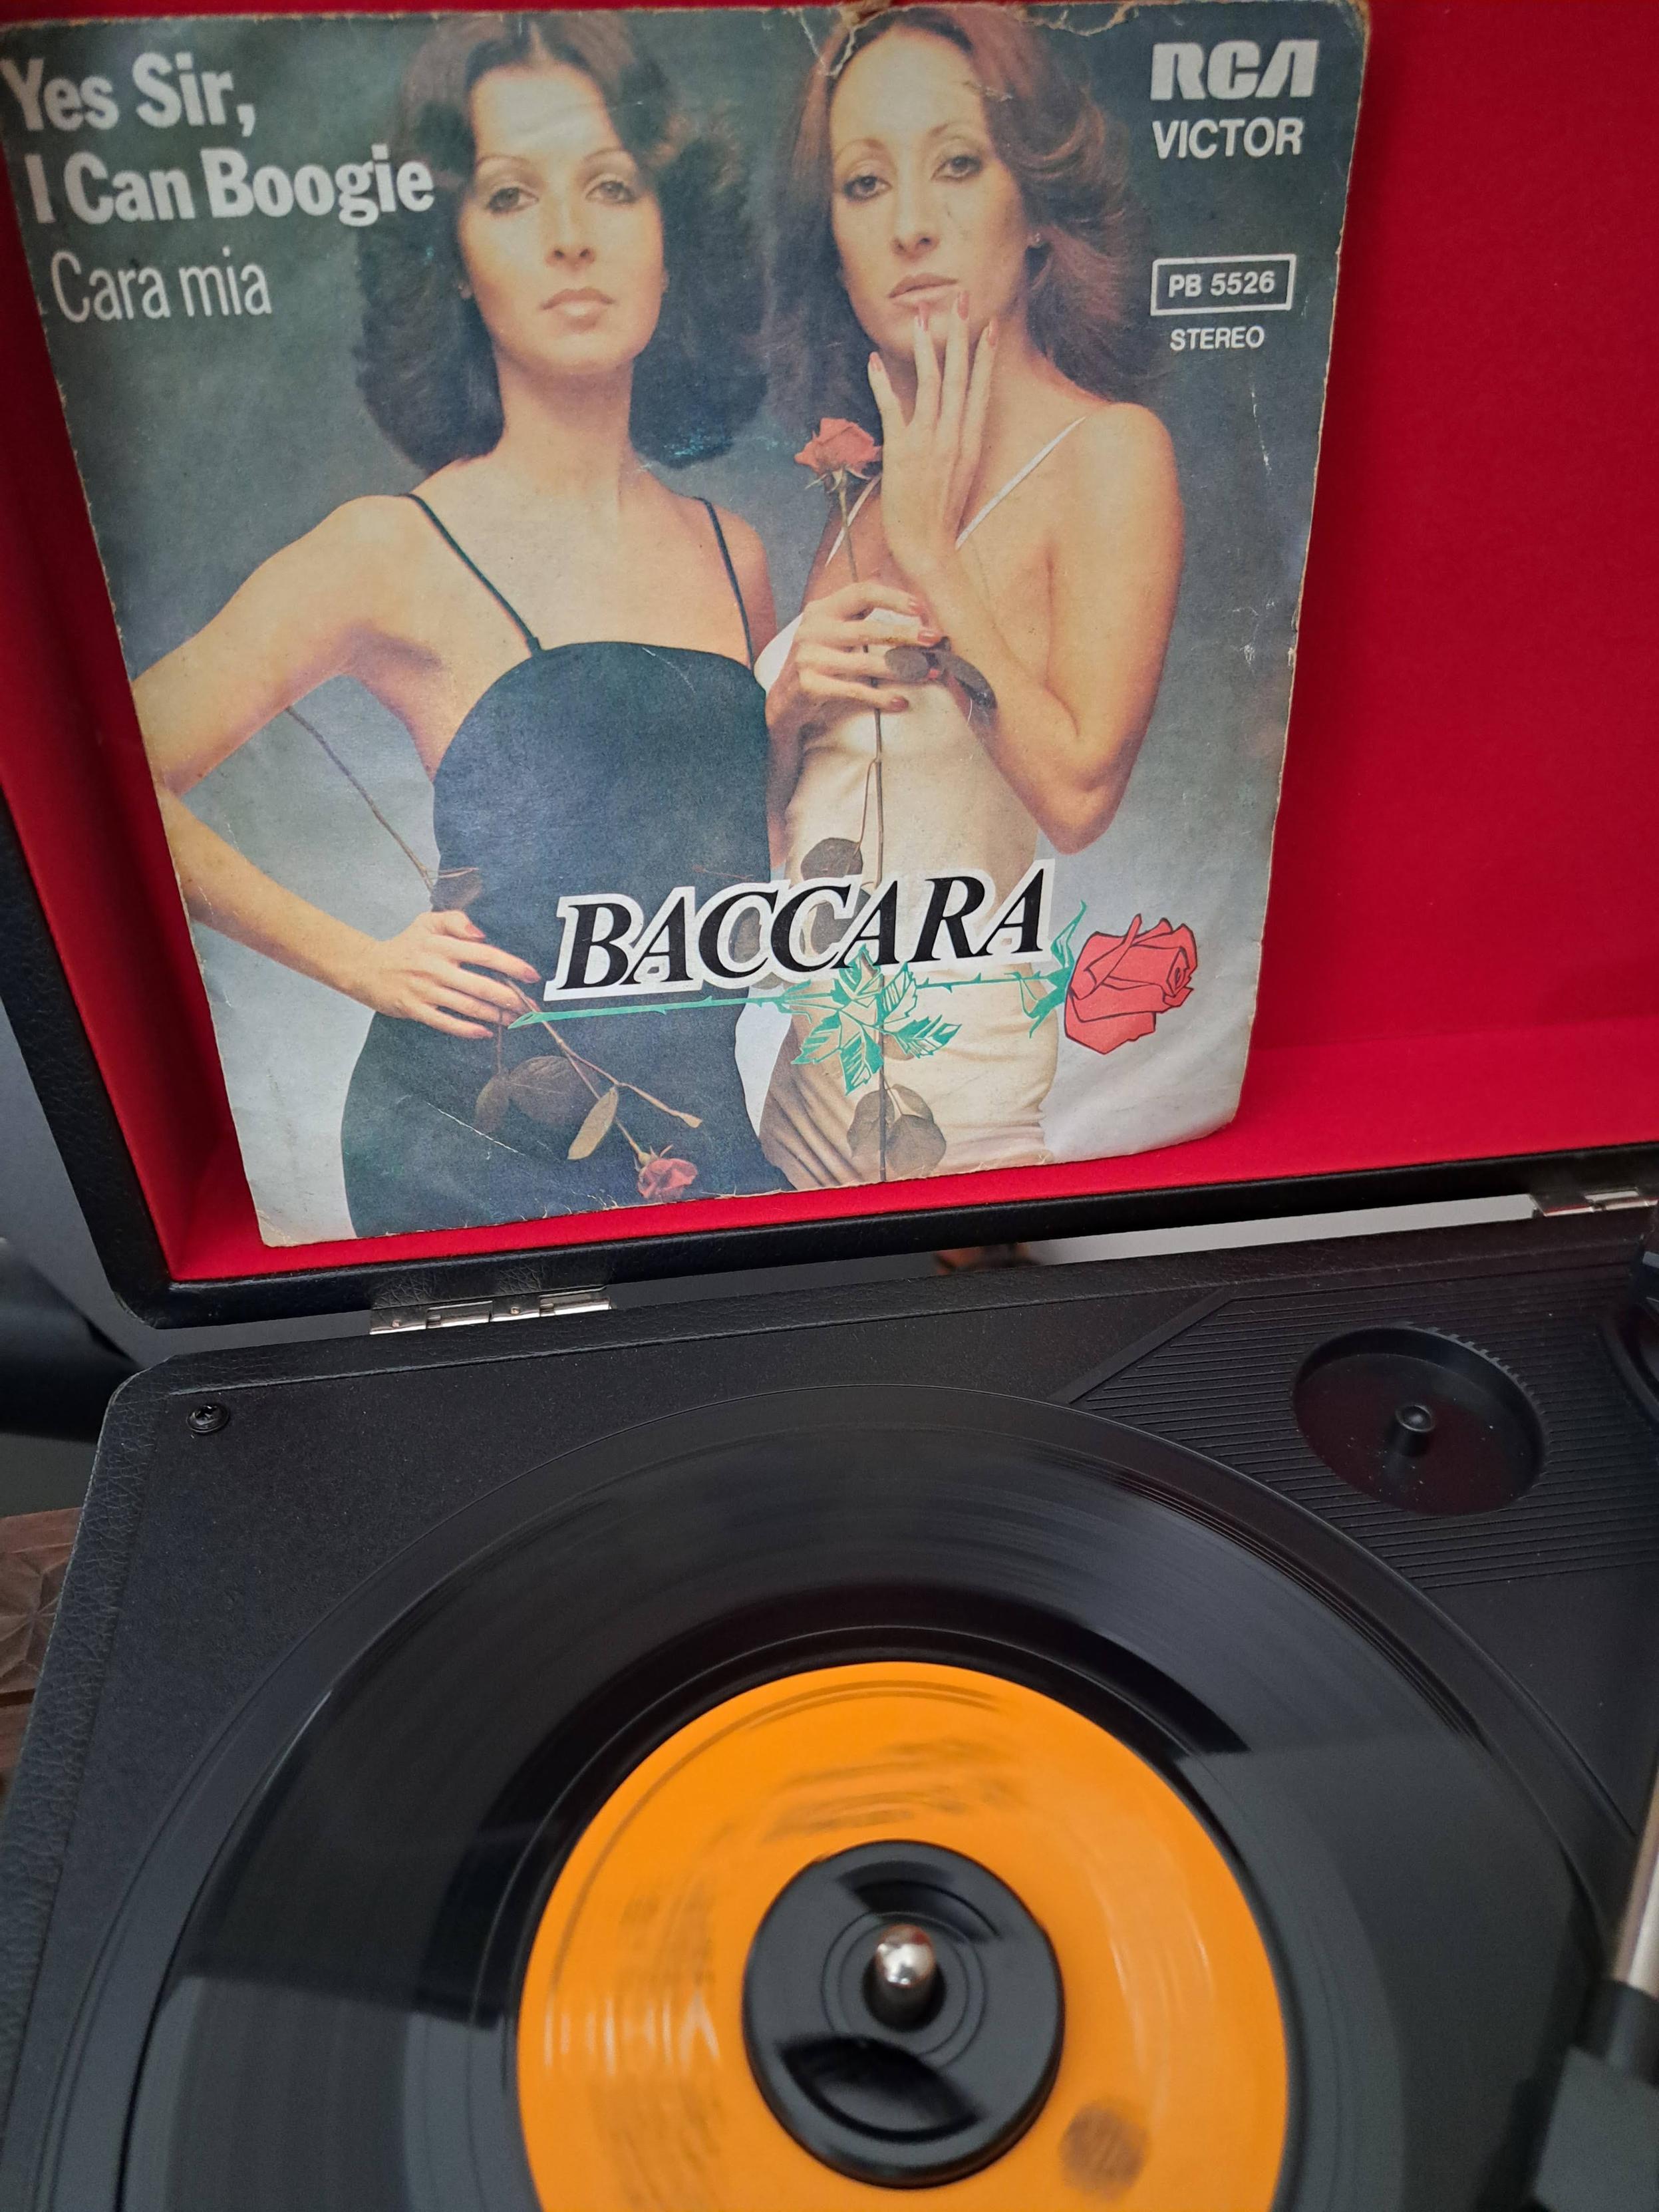 Yes Sir,
I Can Boogie
Cara mia
RCA
VICTOR
PB 5526
STEREO
BACCARA